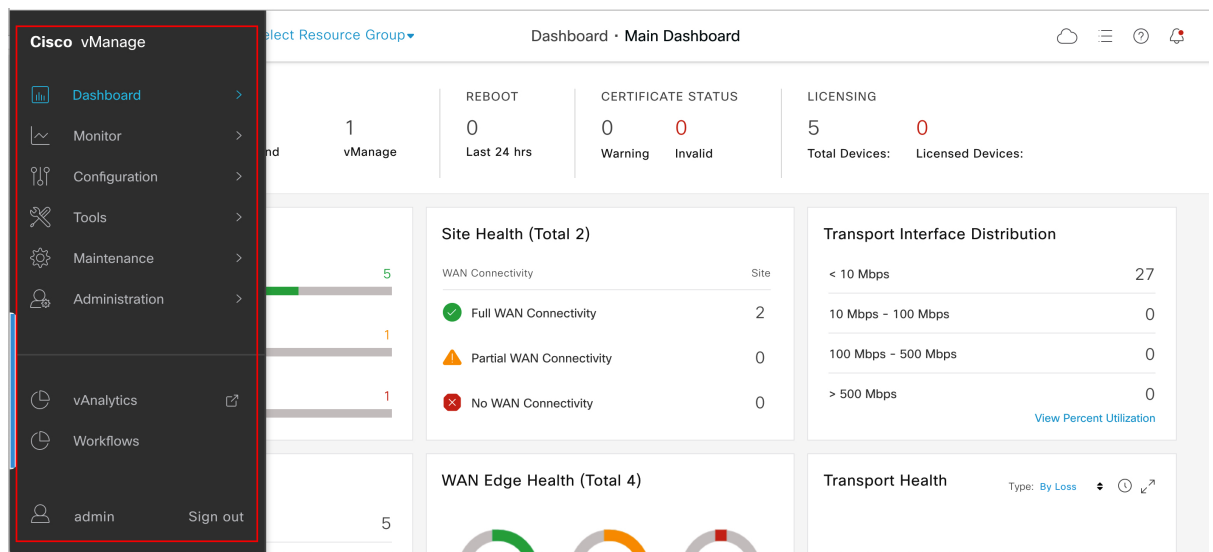 Cisco vManage
Dashboard
Monitor
Configuration
Tools
Maintenance
Administration
vAnalytics
Workflows
admin Sign out
Resource Group
Dashboard · Main Dashboard
1
vManage
REBOOT
0
Last 24 hrs
CERTIFICATE STATUS
0 0
Warning Invalid
LICENSING
5 0
Total Devices: Licensed Devices:
5
1
1
Site Health (Total 2)
WAN Connectivity Site
Full WAN Connectivity 2
Partial WAN Connectivity 0
No WAN Connectivity 0
Transport Interface Distribution
< 10 Mbps 27
10 Mbps - 100 Mbps 0
100 Mbps - 500 Mbps 0
> 500 Mbps 0
View Percent Utilization
5
WAN Edge Health (Total 4)
Transport Health Type: By Loss